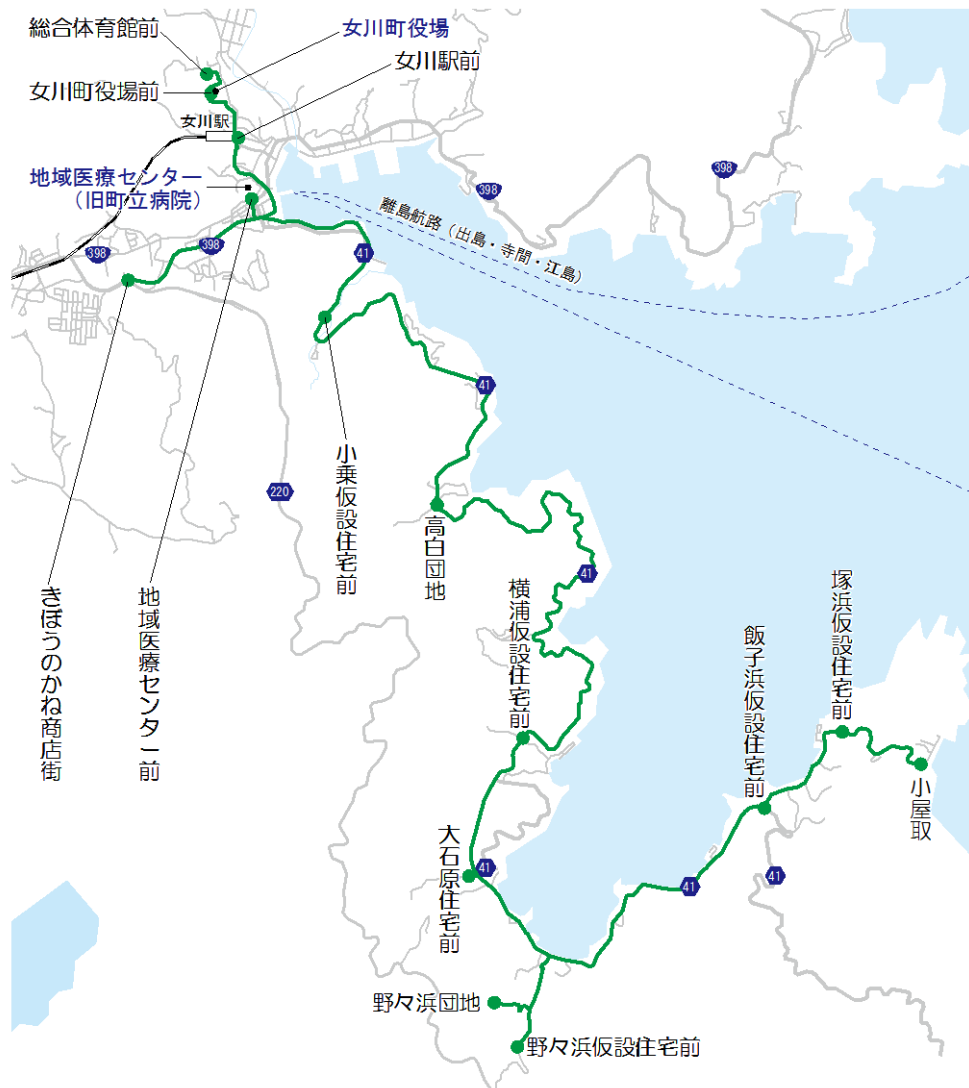 総合体育館前
女川町役場
女川駅前
女川町役場前
女川駅
地域医療センター
（旧町立病院）
398
398
398
398
離島航路（出島・寺間・江島）
41
41
220
小乗仮設住宅前
高白団地
41
きぼうのかね商店街
地域医療センター前
横浦仮設住宅前
飯子浜仮設住宅前
塚浜仮設住宅前
小屋取
大石原住宅前
41
41
41
野々浜団地
野々浜仮設住宅前